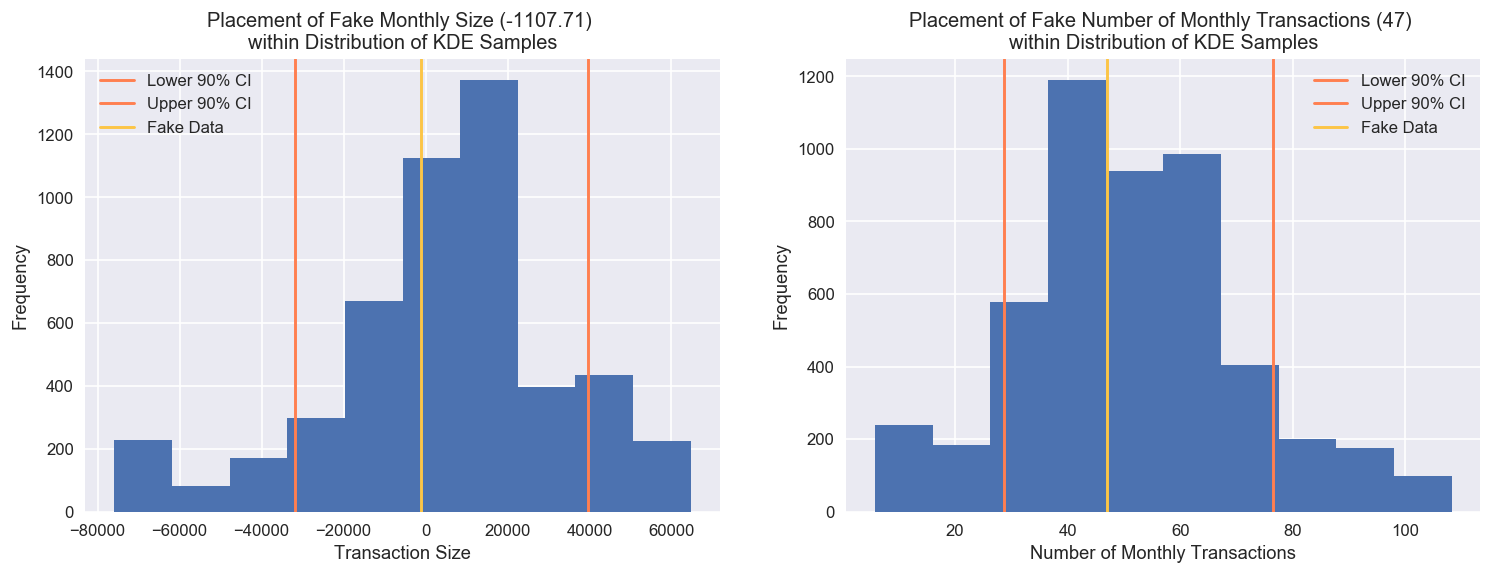 Placement of Fake Monthly Size (-1107.71)
within Distribution of KDE Samples
Lower 90% CI
Upper 90% CI
Fake Data
1400
1200
1000
800
600
400
200
0
Frequency
−80000 −60000 −40000 −20000 0 20000 40000 60000
Transaction Size
Placement of Fake Number of Monthly Transactions (47)
within Distribution of KDE Samples
Lower 90% CI
Upper 90% CI
Fake Data
1200
1000
800
600
400
200
0
Frequency
20 40 60 80 100
Number of Monthly Transactions